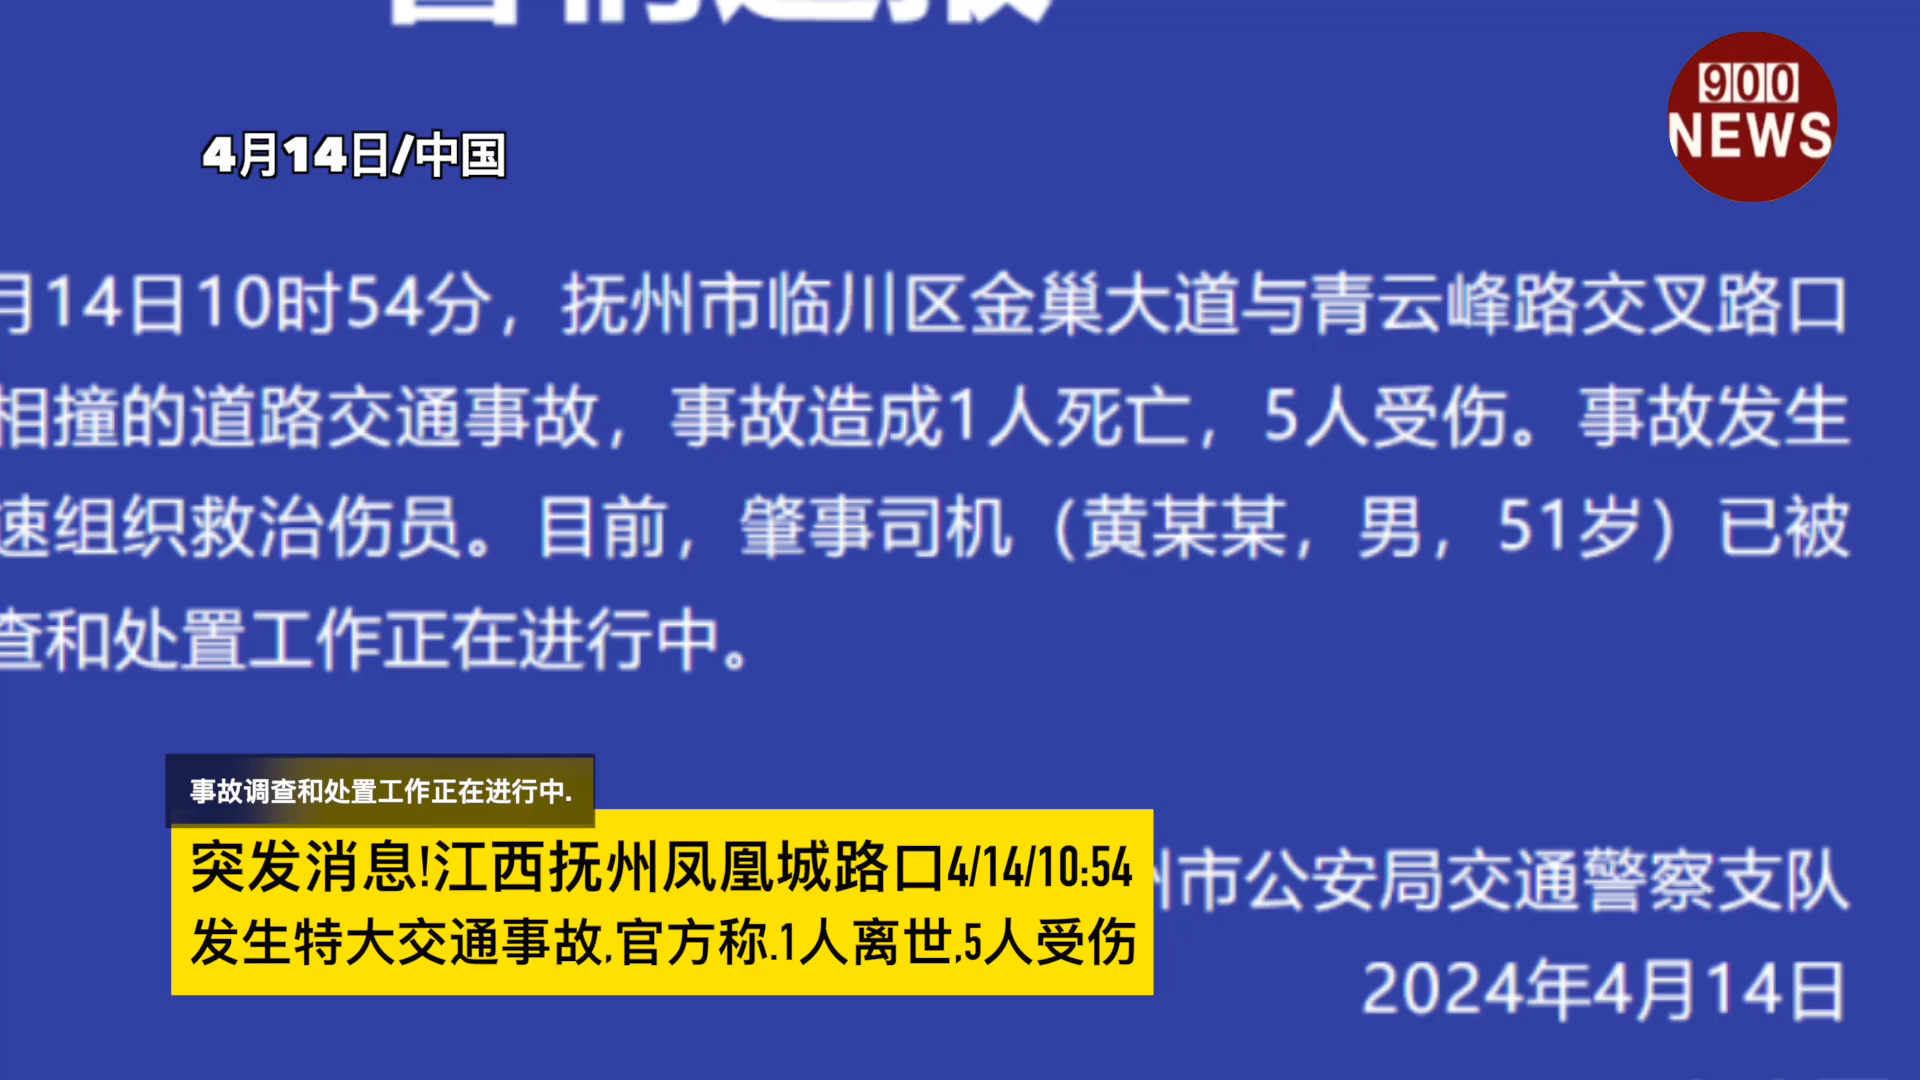 900
NEWS
4月14日/中国
月14日10时54分，抚州市临川区金巢大道与青云峰路交叉路口
相撞的道路交通事故，事故造成1人死亡，5人受伤。事故发生
速组织救治伤员。目前，肇事司机（黄某某，男，51岁）已被
查和处置工作正在进行中。
事故调查和处置工作正在进行中.
突发消息!江西抚州凤凰城路口4/14/10:54
发生特大交通事故,官方称.1人离世,5人受伤
州市公安局交通警察支队
2024年4月14日